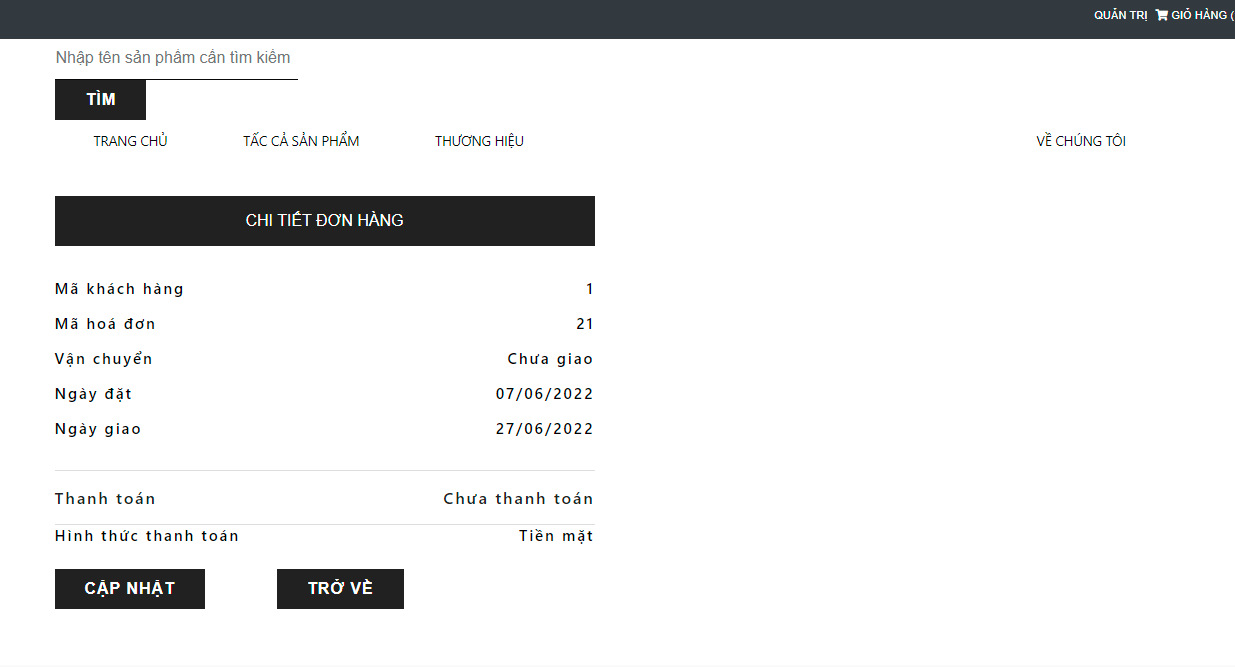 QUẢN TRỊ GIỎ HÀNG (
Nhập tên sản phẩm cần tìm kiếm
TÌM
TRANG CHỦ TẤC CẢ SẢN PHẨM THƯƠNG HIỆU VỀ CHÚNG TÔI
CHI TIẾT ĐƠN HÀNG
Mã khách hàng 1
Mã hoá đơn 21
Vận chuyển Chưa giao
Ngày đặt 07/06/2022
Ngày giao 27/06/2022
Thanh toán Chưa thanh toán
Hình thức thanh toán Tiền mặt
CẬP NHẬT TRỞ VỀ